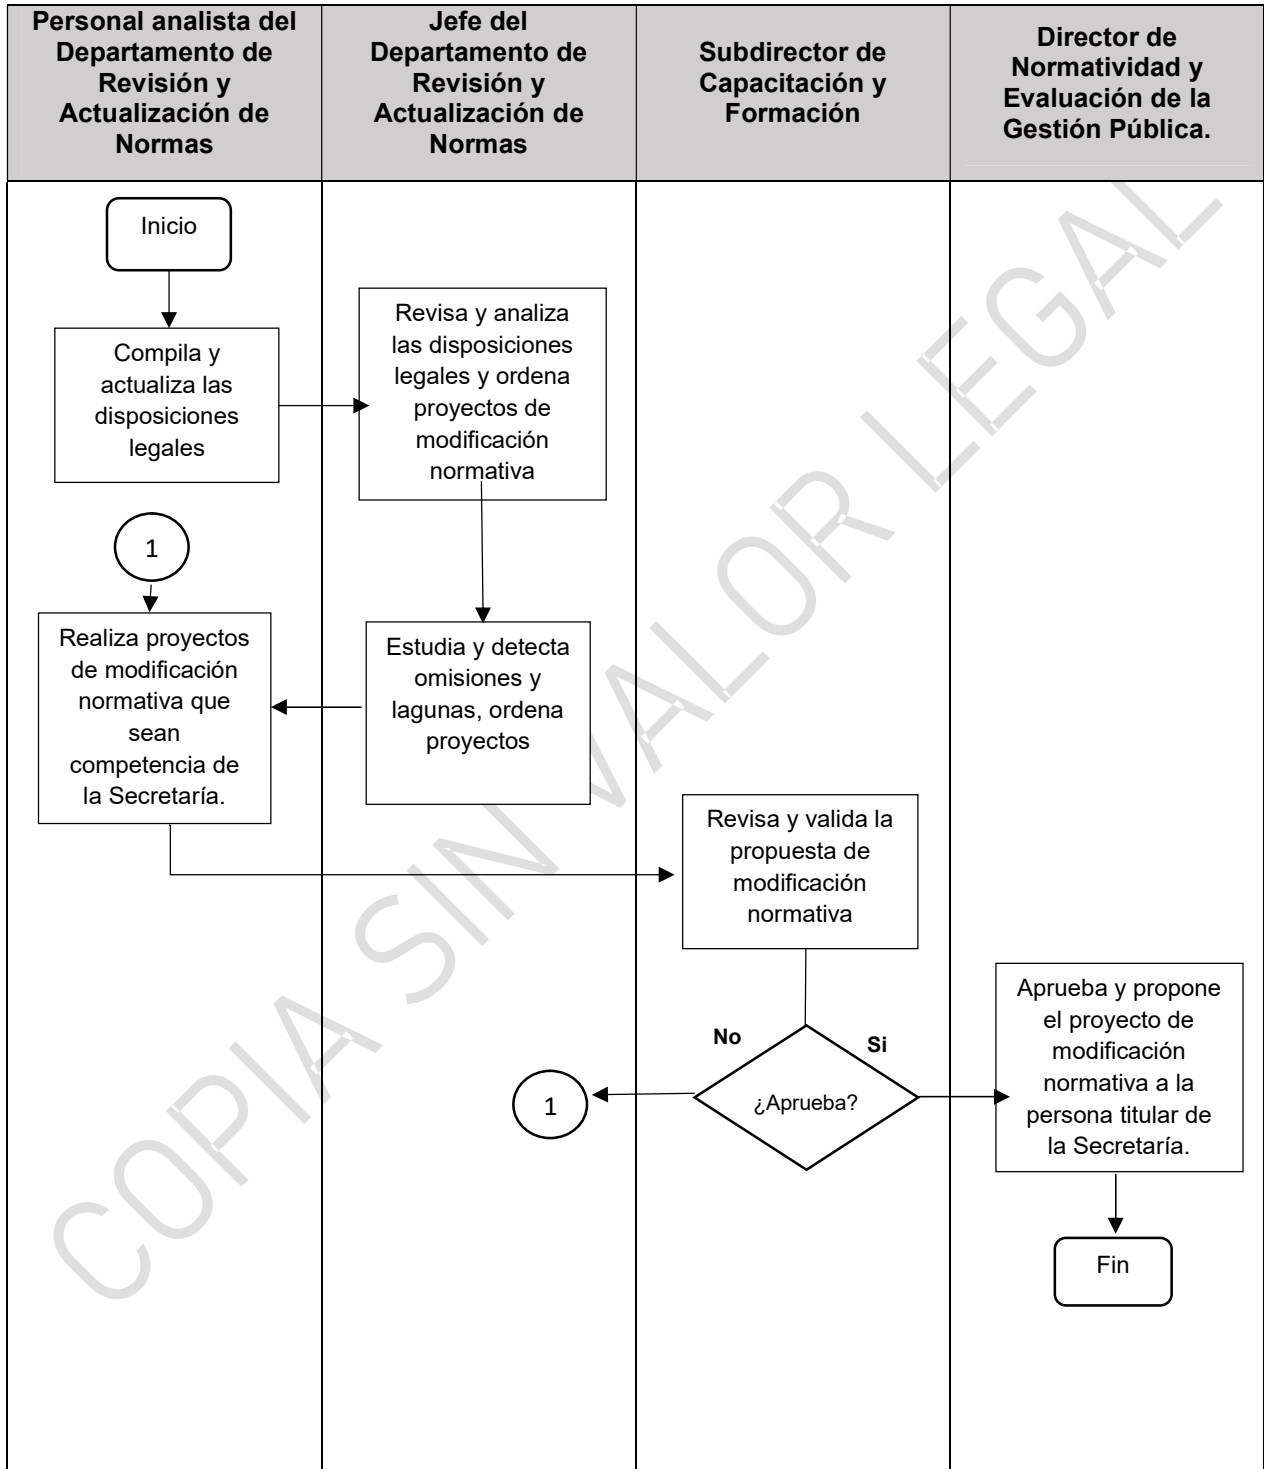 Personal analista del
Departamento de
Revisión y
Actualización de
Normas
Jefe del
Departamento de
Revisión y
Actualización de
Normas
Subdirector de
Capacitación y
Formación
Director de
Normatividad y
Evaluación de la
Gestión Pública.
Inicio
Compila y
actualiza las
disposiciones
legales
Revisa y analiza
las disposiciones
legales y ordena
proyectos de
modificación
normativa
1
Realiza proyectos
de modificación
normativa que
sean
competencia de
la Secretaría.
Estudia y detecta
omisiones y
lagunas, ordena
proyectos
Revisa y valida la
propuesta de
modificación
normativa
No
Si
¿Aprueba?
1
Aprueba y propone
el proyecto de
modificación
normativa a la
persona titular de
la Secretaría.
Fin
COPIA SIN VALOR LEGAL